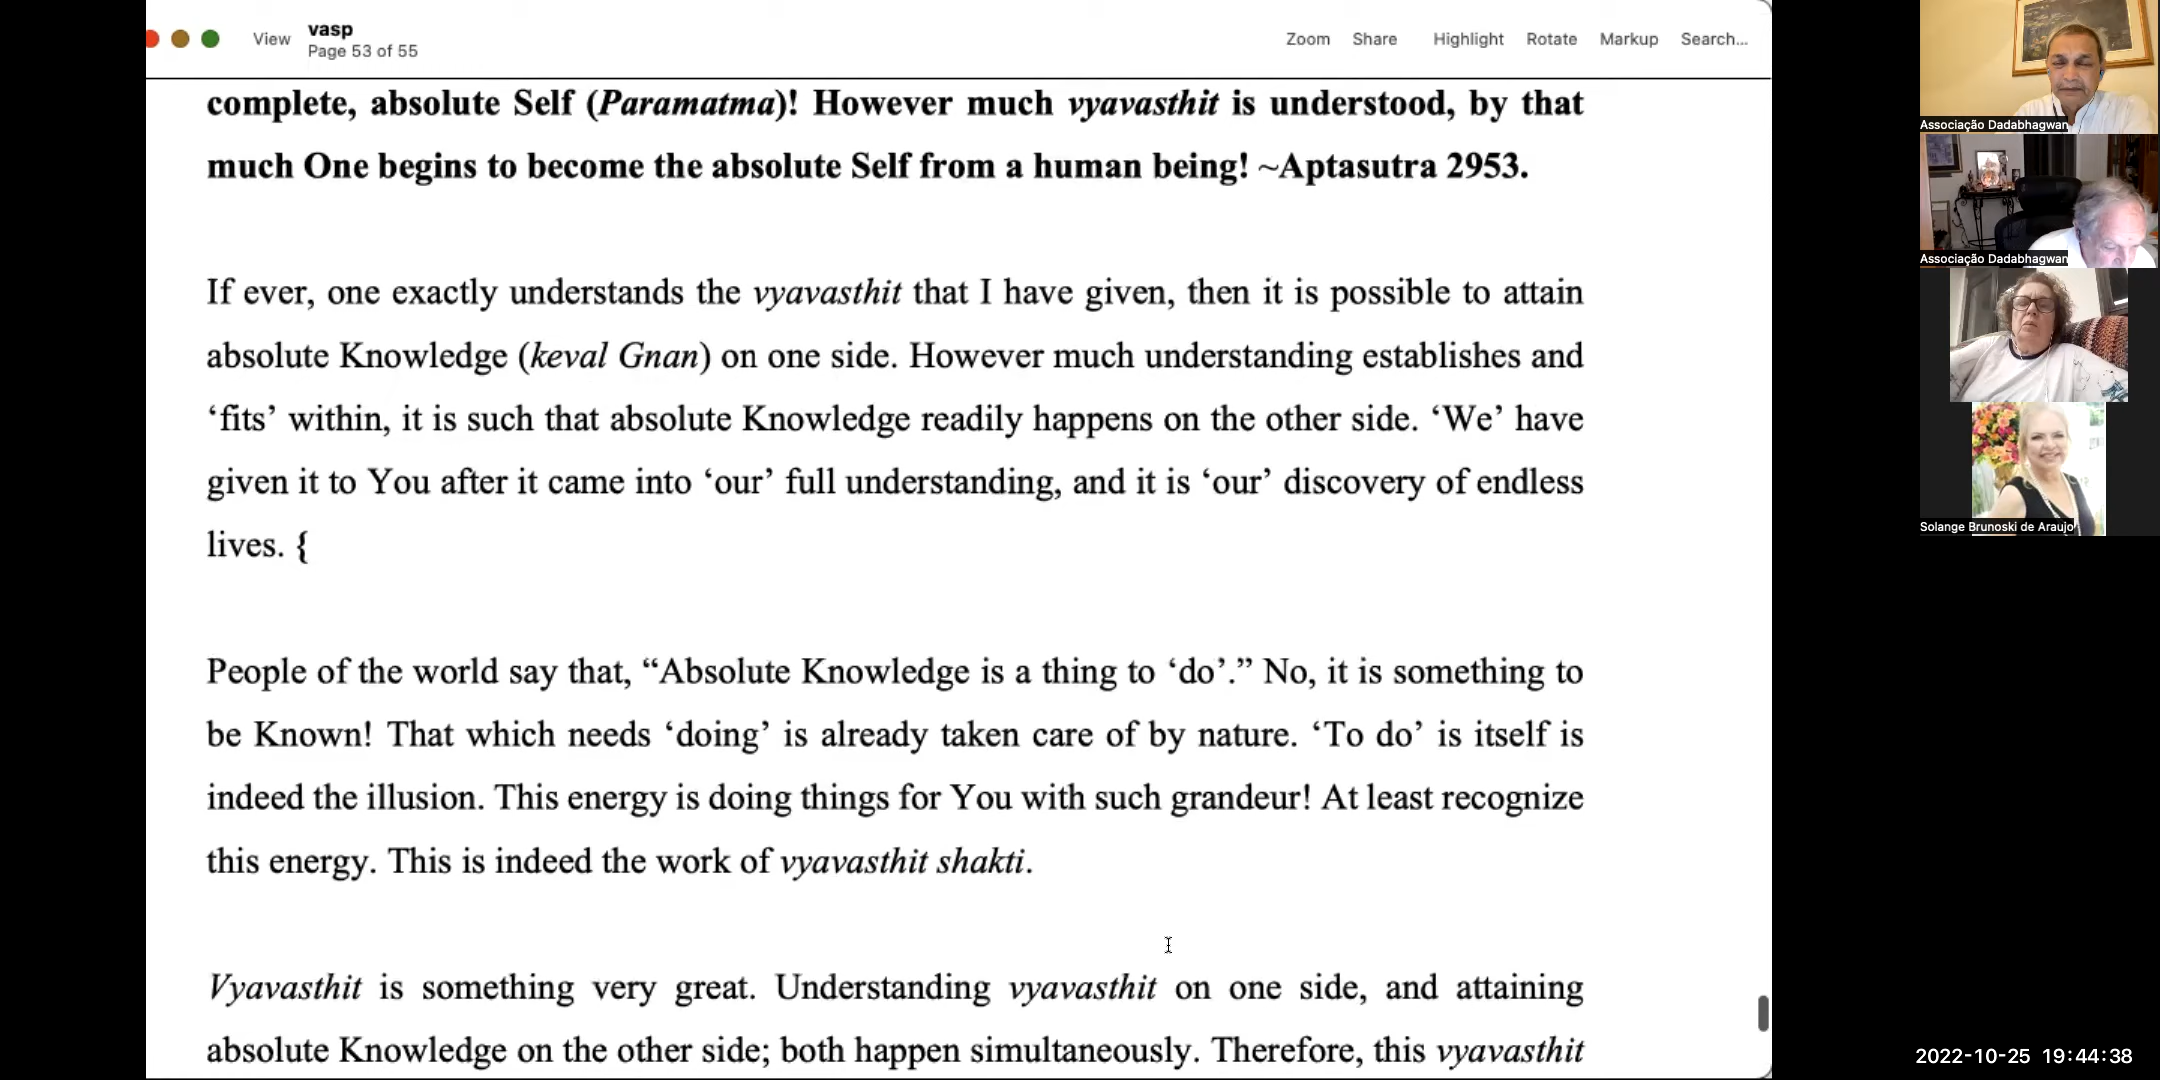 View
vasp
Page 53 of 55
Zoom Share Highlight Rotate Markup Search...
complete, absolute Self (Paramatma)! However much vyavasthit is understood, by that
much One begins to become the absolute Self from a human being! ~Aptasutra 2953.
If ever, one exactly understands the vyavasthit that I have given, then it is possible to attain
absolute Knowledge (keval Gnan) on one side. However much understanding establishes and
‘fits’ within, it is such that absolute Knowledge readily happens on the other side. ‘We’ have
given it to You after it came into ‘our’ full understanding, and it is ‘our’ discovery of endless
lives. {
People of the world say that, “Absolute Knowledge is a thing to ‘do’.” No, it is something to
be Known! That which needs ‘doing’ is already taken care of by nature. ‘To do’ is itself is
indeed the illusion. This energy is doing things for You with such grandeur! At least recognize
this energy. This is indeed the work of vyavasthit shakti.
Vyavasthit is something very great. Understanding vyavasthit on one side, and attaining
absolute Knowledge on the other side; both happen simultaneously. Therefore, this vyavasthit
Associação Dadabhagwan
Associação Dadabhagwan
Solange Brunoski de Araujo
2022-10-25 19:44:38